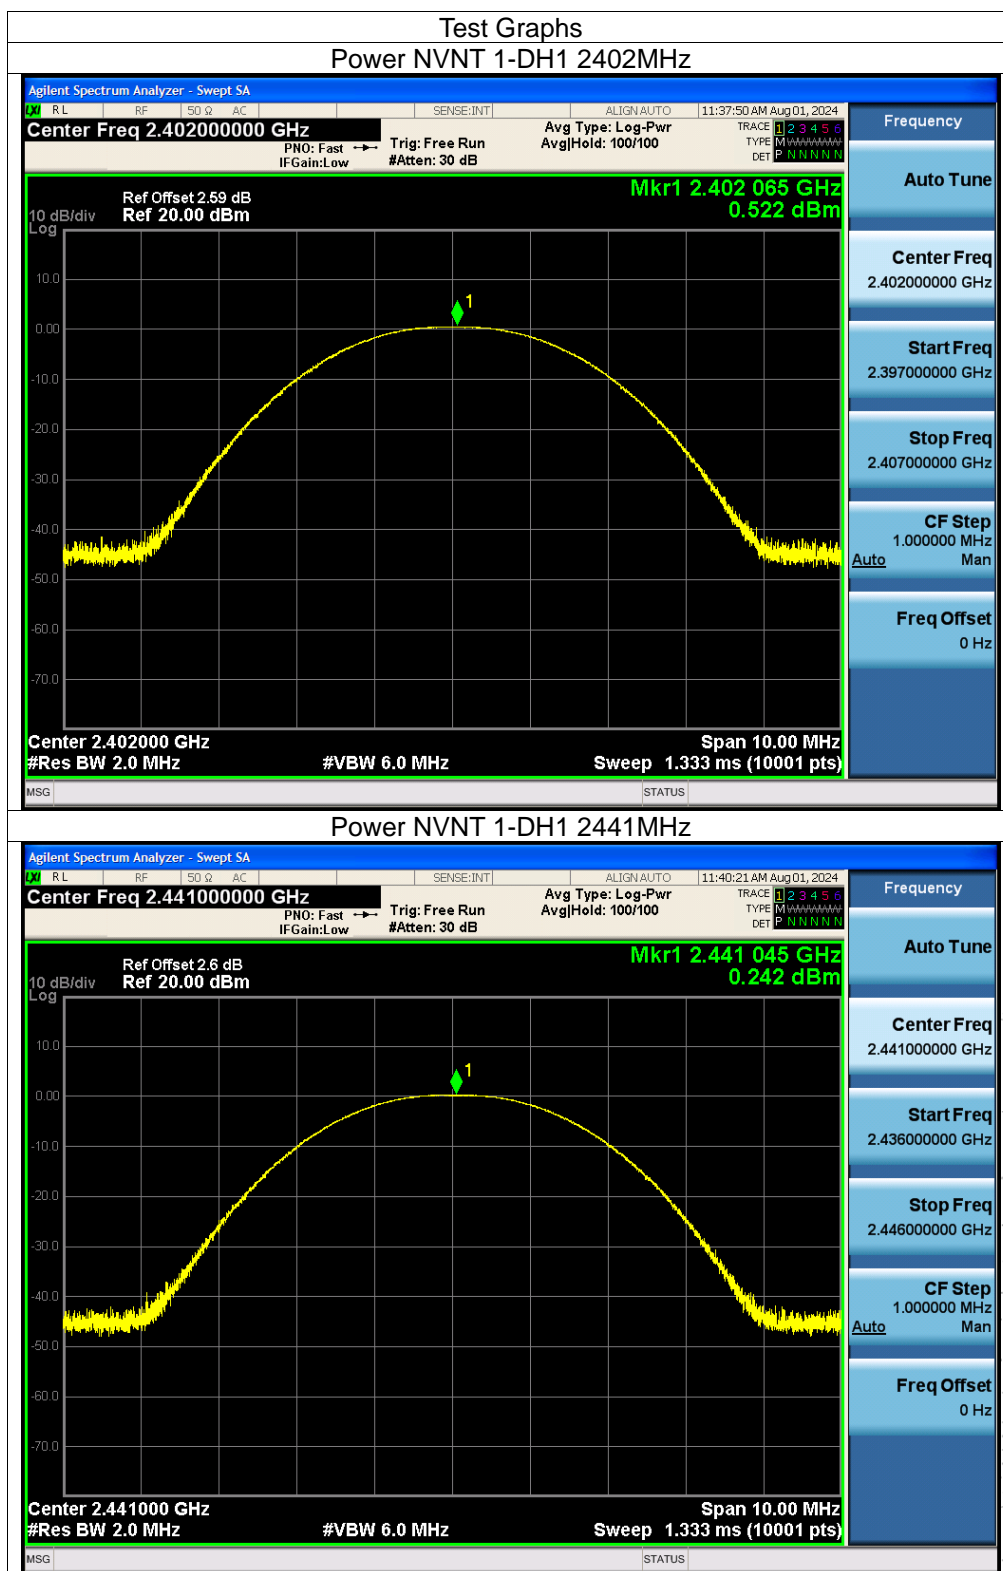 Test Graphs
Power NVNT 1-DH1 2402MHz
Agilent Spectrum Analyzer - Swept SA
LXI RL RF 50 Ω AC SENSE:INT ALIGN AUTO 11:37:50 AM Aug 01, 2024
Center Freq 2.402000000 GHz
PNO: Fast
IFGain:Low
Trig: Free Run
#Atten: 30 dB
Avg Type: Log-Pwr
Avg|Hold: 100/100
TRACE 1 2 3 4 5 6
TYPE M WWWWW
DET P N N N N N
Frequency
Auto Tune
Mkr1 2.402 065 GHz
0.522 dBm
Ref Offset 2.59 dB
10 dB/div Ref 20.00 dBm
Log
1
10.0
0.00
-10.0
-20.0
-30.0
-40.0
-50.0
-60.0
-70.0
Center Freq
2.402000000 GHz
Start Freq
2.397000000 GHz
Stop Freq
2.407000000 GHz
CF Step
1.000000 MHz
Auto Man
Freq Offset
0 Hz
Center 2.402000 GHz Span 10.00 MHz
#Res BW 2.0 MHz #VBW 6.0 MHz Sweep 1.333 ms (10001 pts)
MSG STATUS
Power NVNT 1-DH1 2441MHz
Agilent Spectrum Analyzer - Swept SA
LXI RL RF 50 Ω AC SENSE:INT ALIGN AUTO 11:40:21 AM Aug 01, 2024
Center Freq 2.441000000 GHz
PNO: Fast
IFGain:Low
Trig: Free Run
#Atten: 30 dB
Avg Type: Log-Pwr
Avg|Hold: 100/100
TRACE 1 2 3 4 5 6
TYPE M WWWWW
DET P N N N N N
Frequency
Auto Tune
Mkr1 2.441 045 GHz
0.242 dBm
Ref Offset 2.6 dB
10 dB/div Ref 20.00 dBm
Log
1
10.0
0.00
-10.0
-20.0
-30.0
-40.0
-50.0
-60.0
-70.0
Center Freq
2.441000000 GHz
Start Freq
2.436000000 GHz
Stop Freq
2.446000000 GHz
CF Step
1.000000 MHz
Auto Man
Freq Offset
0 Hz
Center 2.441000 GHz Span 10.00 MHz
#Res BW 2.0 MHz #VBW 6.0 MHz Sweep 1.333 ms (10001 pts)
MSG STATUS